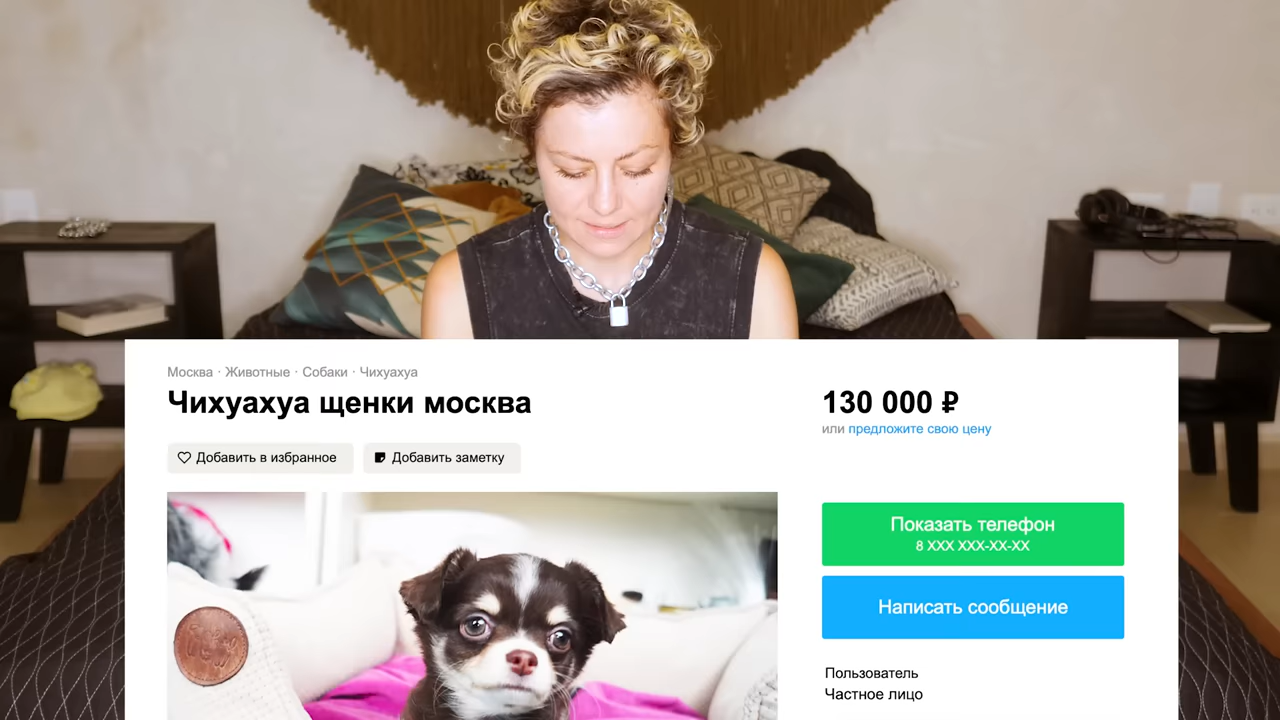 Москва · Животные · Собаки · Чихуахуа
Чихуахуа щенки москва
130 000 ₽
или предложите свою цену
Добавить в избранное
Добавить заметку
Показать телефон
8 XXX XXX-XX-XX
Написать сообщение
Пользователь
Частное лицо